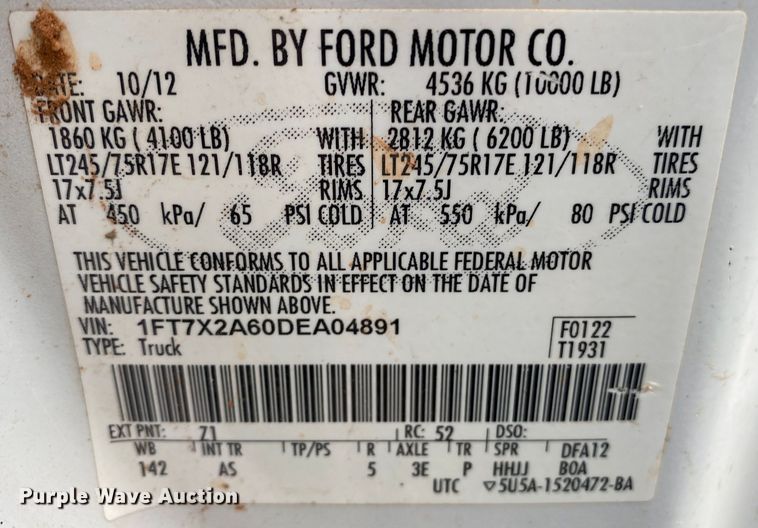 MFD. BY FORD MOTOR CO.
DATE: 10/12 GVWR: 4536 KG (10000 LB)
FRONT GAWR: REAR GAWR:
1860 KG ( 4100 LB) WITH 2812 KG ( 6200 LB) WITH
LT245/75R17E 121/118R TIRES LT245/75R17E 121/118R TIRES
17x7.5J RIMS 17x7.5J RIMS
AT 450 kPa/ 65 PSI COLD AT 550 kPa/ 80 PSI COLD
THIS VEHICLE CONFORMS TO ALL APPLICABLE FEDERAL MOTOR
VEHICLE SAFETY STANDARDS IN EFFECT ON THE DATE OF
MANUFACTURE SHOWN ABOVE.
VIN: 1FT7X2A60DEA04891 F0122
TYPE: Truck T1931
EXT PNT: 71 RC: 52 DSO:
WB INT TR TP/PS R AXLE TR SPR DFA12
142 AS 5 3E P HHJJ BOA
UTC ▽5U5A-1520472-BA
Purple Wave Auction